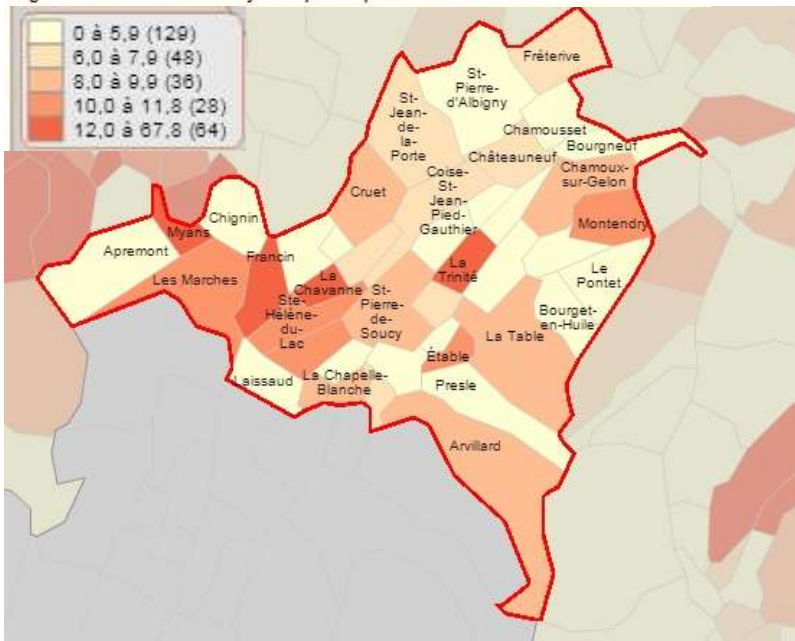 0 à 5,9 (129)
6,0 à 7,9 (48)
8,0 à 9,9 (36)
10,0 à 11,8 (28)
12,0 à 67,8 (64)
Fréterive
St-
Pierre-
d'Albigny
St-
Jean-
de-
la-
Porte
Chamousset
Bourgneuf
Châteauneuf
Chamoux-
sur-Gelon
Coise-
St-
Jean-
Pied-
Gauthier
Cruet
Montendry
Chignin
Myans
Apremont
Francin
Les Marches
La
Chavanne
La
Trinité
Le
Pontet
Ste-
Hélène-
du-
Lac
St-
Pierre-
de-
Soucy
Bourget-
en-Huile
La Table
Étable
Laissaud
La Chapelle-
Blanche
Presle
Arvillard